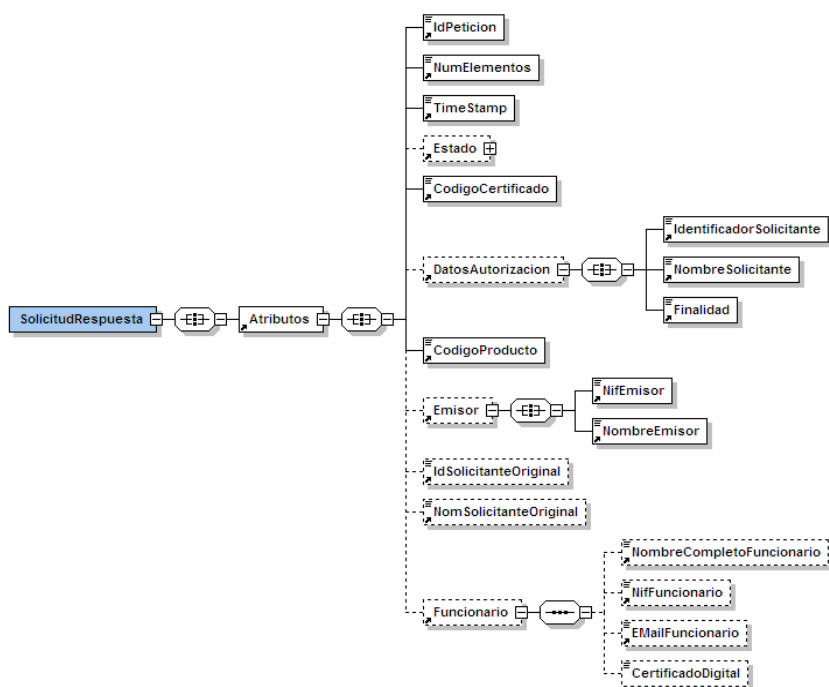 IdPeticion
NumElementos
TimeStamp
Estado
CodigoCertificado
IdentificadorSolicitante
DatosAutorizacion
NombreSolicitante
Finalidad
SolicitudRespuesta
Atributos
CodigoProducto
NifEmisor
Emisor
NombreEmisor
IdSolicitanteOriginal
NomSolicitanteOriginal
NombreCompletoFuncionario
NifFuncionario
Funcionario
EMailFuncionario
CertificadoDigital